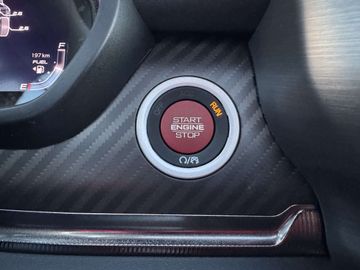 197 km
FUEL
F
F
RUN
START
ENGINE
STOP